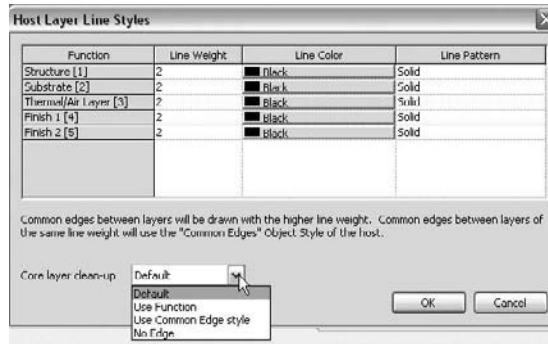 Host Layer Line Styles
Function Line Weight Line Color Line Pattern
Structure [1] 2 Black Solid
Substrate [2] 2 Black Solid
Thermal/Air Layer [3] 2 Black Solid
Finish 1 [4] 2 Black Solid
Finish 2 [5] 2 Black Solid
Common edges between layers will be drawn with the higher line weight. Common edges between layers of
the same line weight will use the "Common Edges" Object Style of the host.
Core layer clean-up Default
Default
Use Function
Use Common Edge style
No Edge
OK Cancel